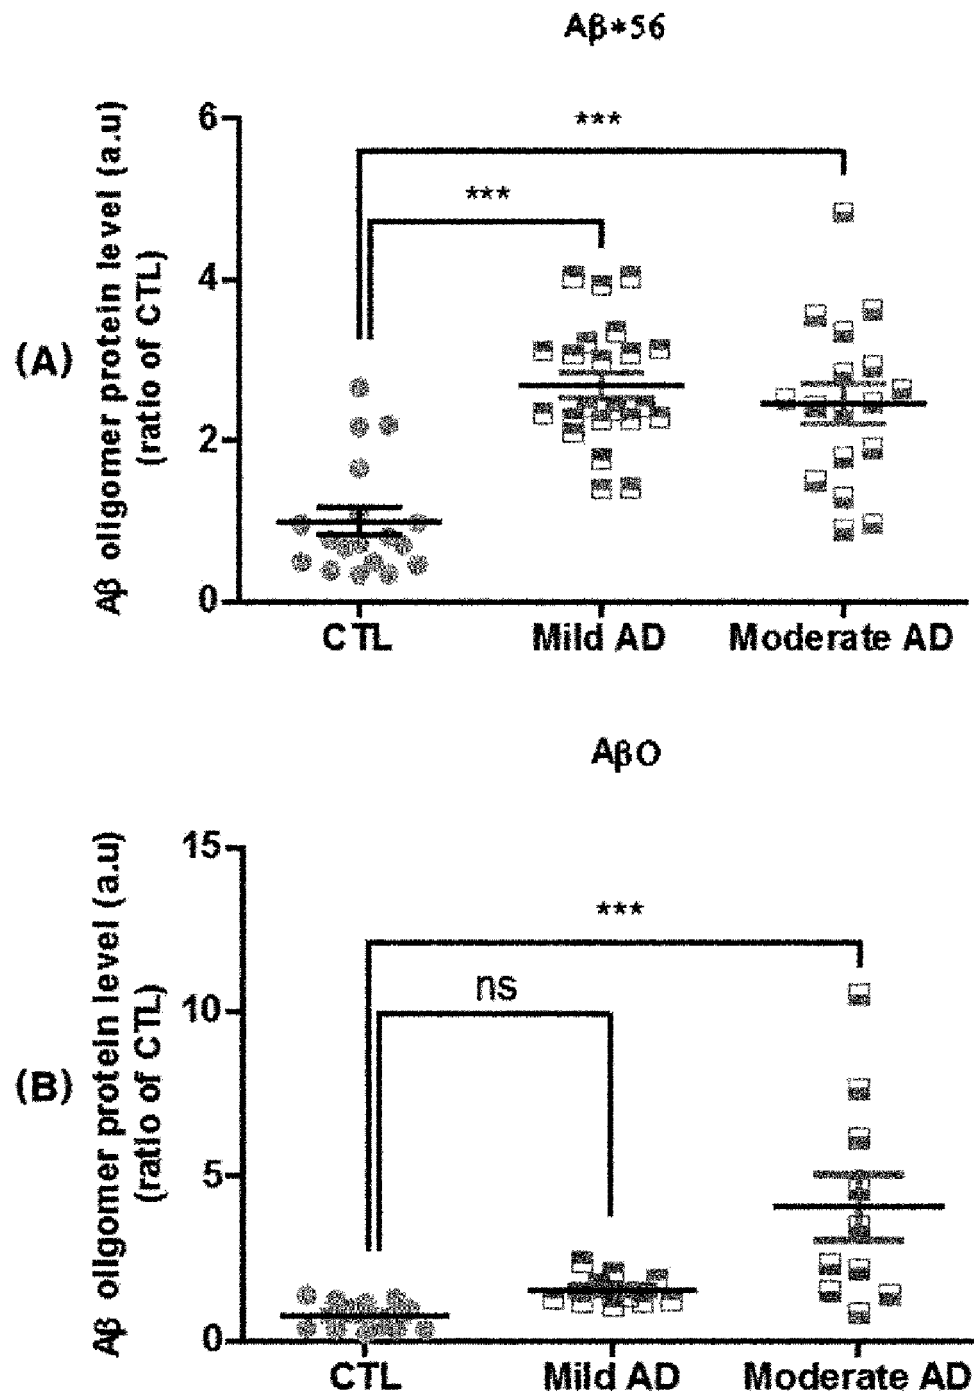 Aβ*56
(A)
Aβ oligomer protein level (a.u)
(ratio of CTL)
6
4
2
0
***
***
CTL Mild AD Moderate AD
AβO
(B)
Aβ oligomer protein level (a.u)
(ratio of CTL)
15
10
5
0
***
ns
CTL Mild AD Moderate AD